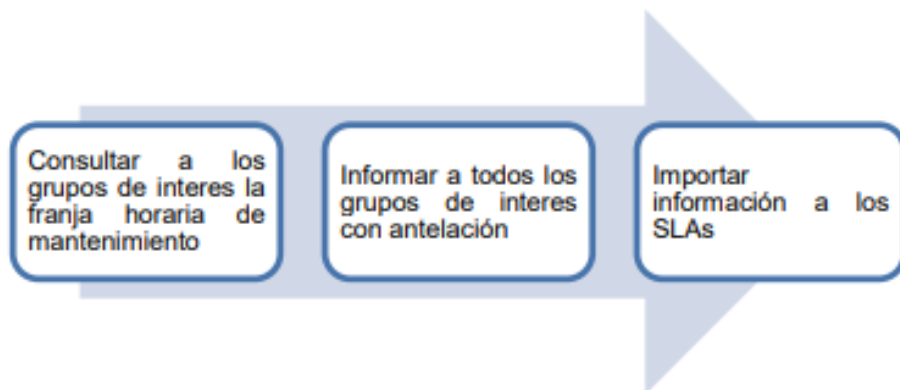 Consultar a los
grupos de interes la
franja horaria de
mantenimiento
Informar a todos los
grupos de interes
con antelación
Importar
información a los
SLAs